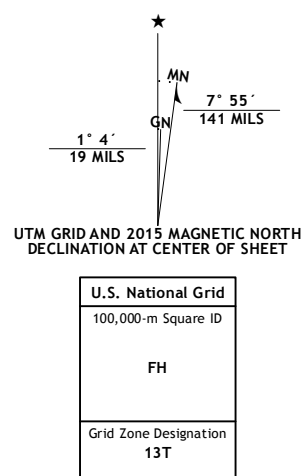 ★
MN
7° 55´
141 MILS
GN
1° 4´
19 MILS
UTM GRID AND 2015 MAGNETIC NORTH
DECLINATION AT CENTER OF SHEET
U.S. National Grid
100,000-m Square ID
FH
Grid Zone Designation
13T